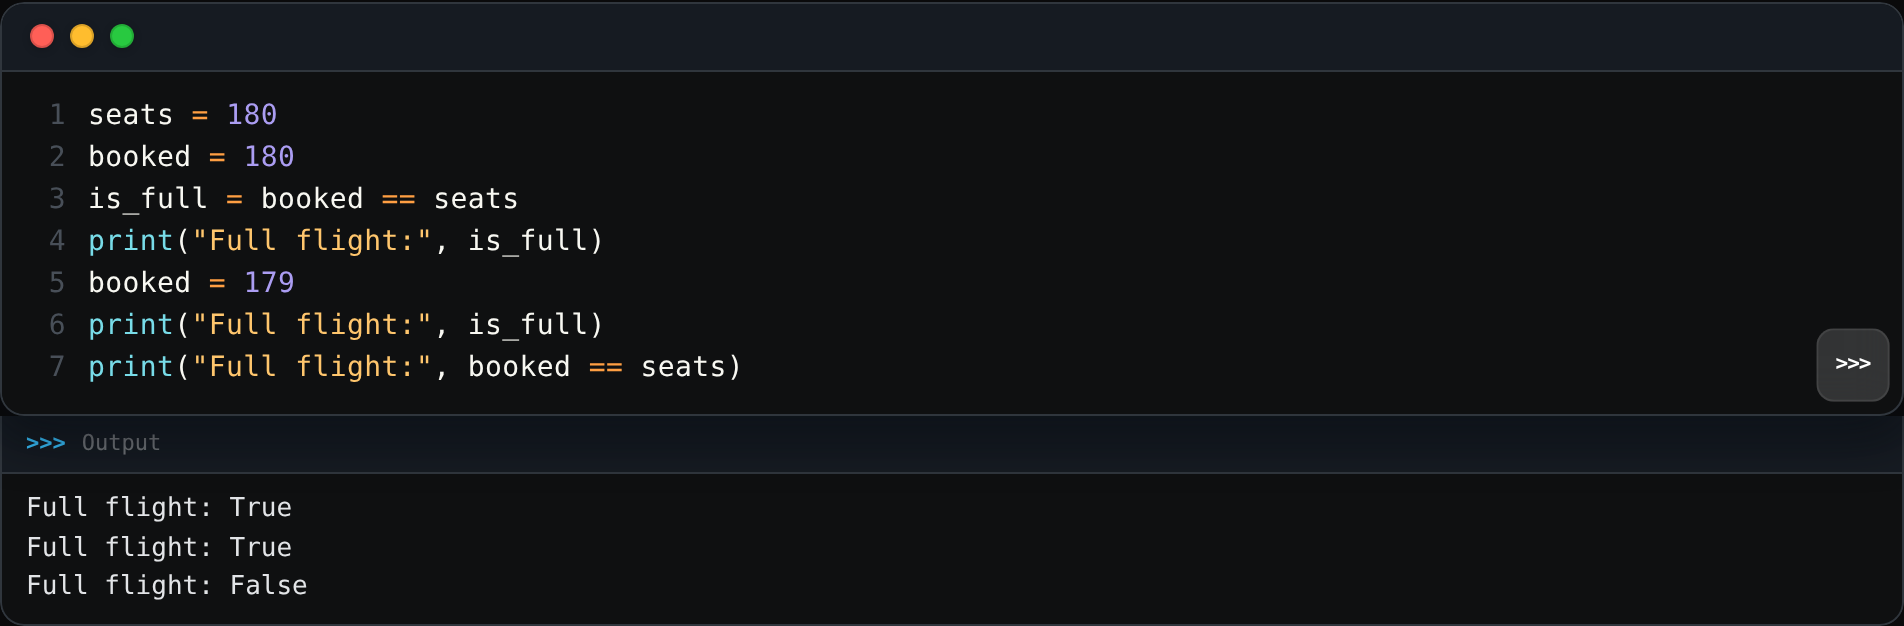 1 seats = 180
2 booked = 180
3 is_full = booked == seats
4 print("Full flight:", is_full)
5 booked = 179
6 print("Full flight:", is_full)
7 print("Full flight:", booked == seats)
>>>
>>> Output
Full flight: True
Full flight: True
Full flight: False